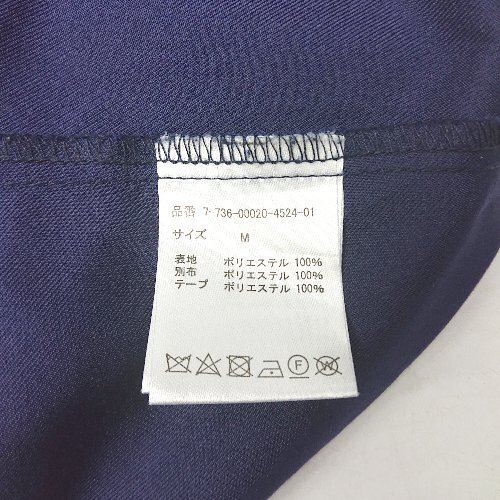 品番 7-736-00020-4524-01
サイズ M
表地 ポリエステル 100%
別布 ポリエステル 100%
テープ ポリエステル 100%
F W